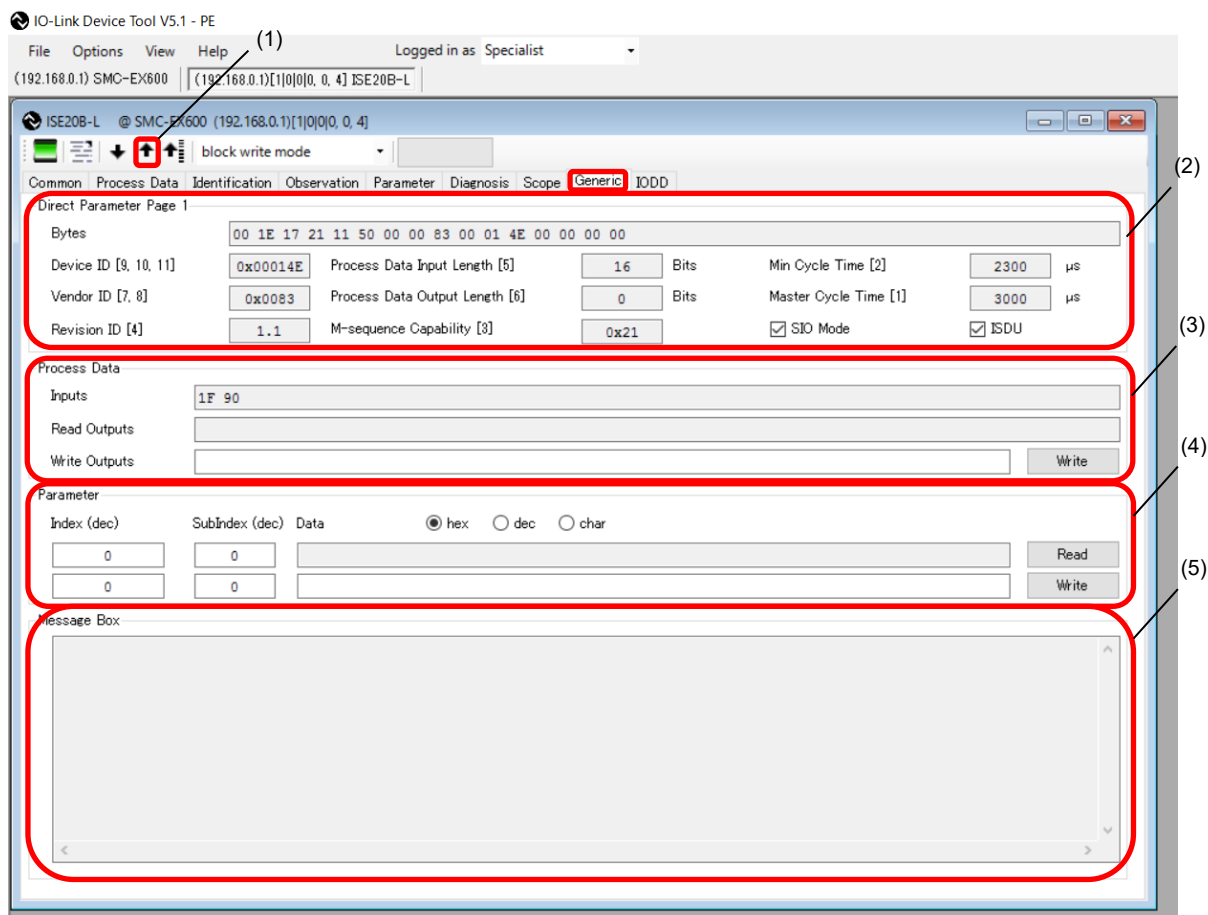 IO-Link Device Tool V5.1 - PE
File Options View Help (1) Logged in as Specialist
(192.168.0.1) SMC-EX600 (192.168.0.1)[1|0|0|0, 0, 4] ISE20B-L
ISE20B-L @ SMC-EX600 (192.168.0.1)[1|0|0|0, 0, 4]
block write mode
Common Process Data Identification Observation Parameter Diagnosis Scope Generic IODD
(2)
Direct Parameter Page 1
Bytes 00 1E 17 21 11 50 00 00 83 00 01 4E 00 00 00 00
Device ID [9, 10, 11] 0x00014E Process Data Input Length [5] 16 Bits Min Cycle Time [2] 2300 μs
Vendor ID [7, 8] 0x0083 Process Data Output Length [6] 0 Bits Master Cycle Time [1] 3000 μs
Revision ID [4] 1.1 M-sequence Capability [3] 0x21 SIO Mode ISDU
(3)
Process Data
Inputs 1F 90
Read Outputs
(4)
Write Outputs Write
Parameter
Index (dec) SubIndex (dec) Data hex dec char
0 0 Read
(5)
0 0 Write
Message Box